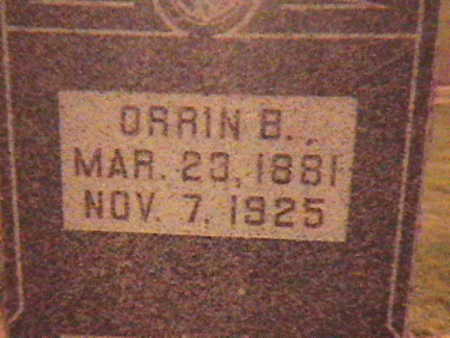 ORRIN B.
MAR. 23, 1881
NOV. 7, 1925